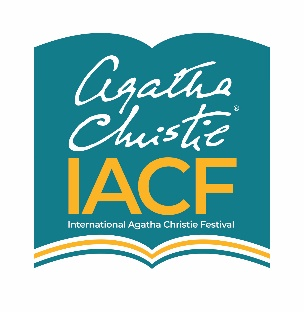 Agatha
Christie®
IACF
International Agatha Christie Festival